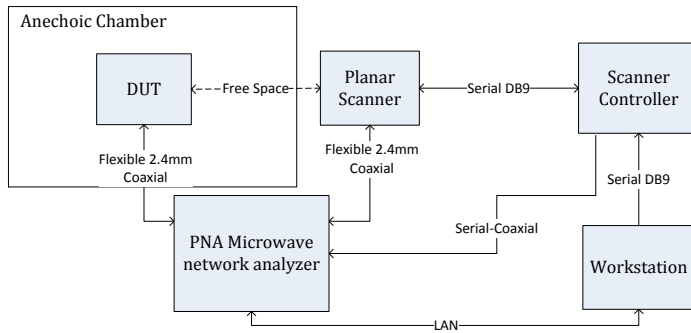 Anechoic Chamber
DUT
Free Space
Planar
Scanner
Serial DB9
Scanner
Controller
Flexible 2.4mm
Coaxial
Flexible 2.4mm
Coaxial
Serial DB9
Serial-Coaxial
PNA Microwave
network analyzer
Workstation
LAN